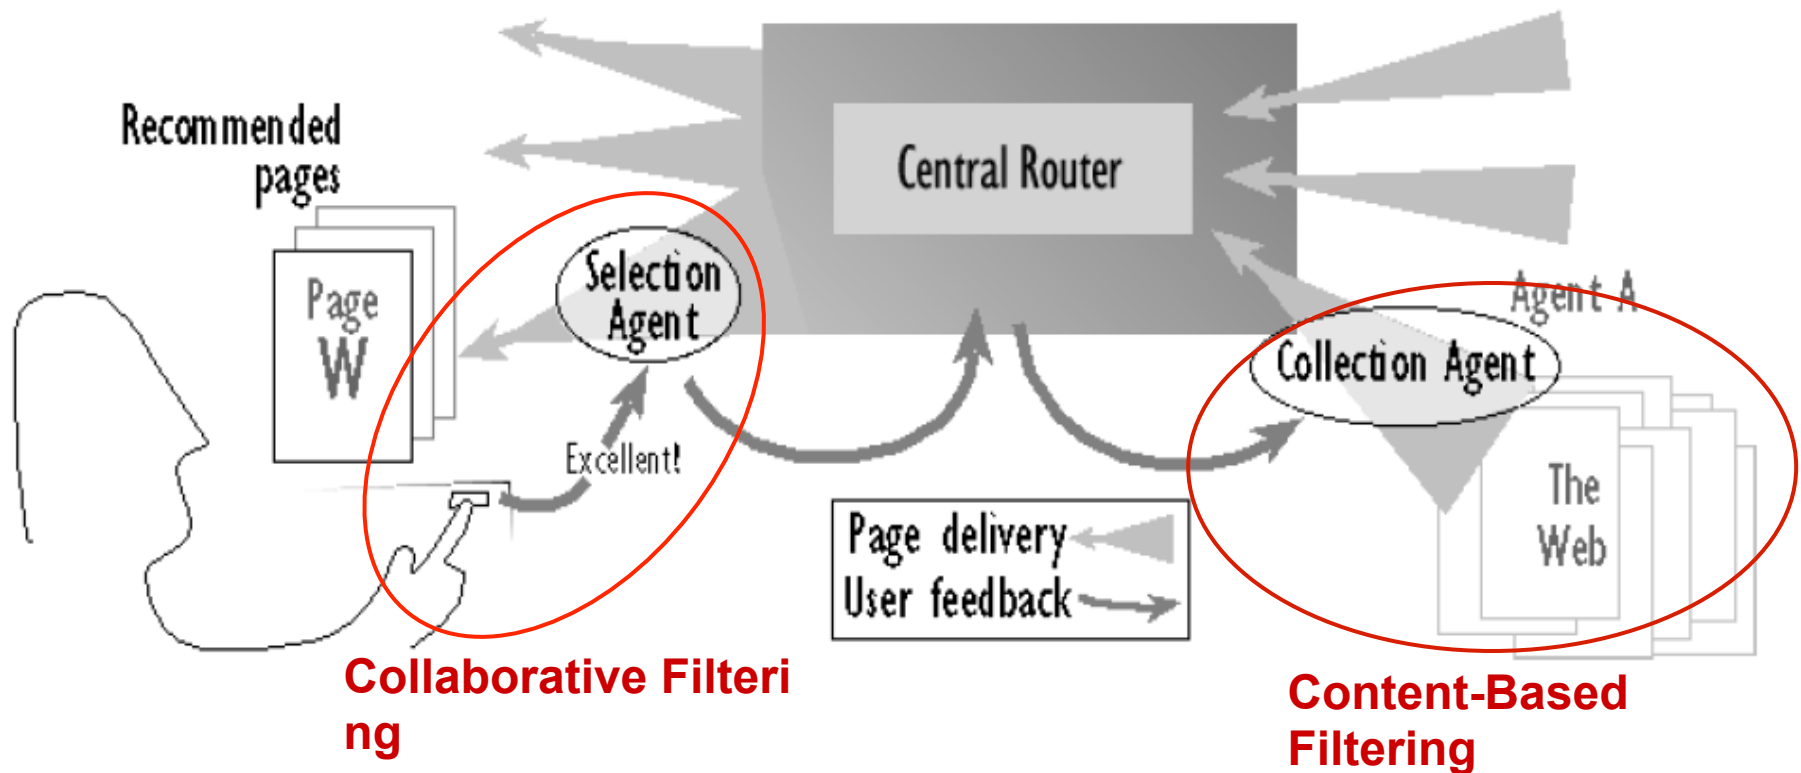 Recommended
pages
Page
W
Selection
Agent
Excellent!
Central Router
Agent A
Collection Agent
The
Web
Page delivery
User feedback
Collaborative Filteri
ng
Content-Based
Filtering